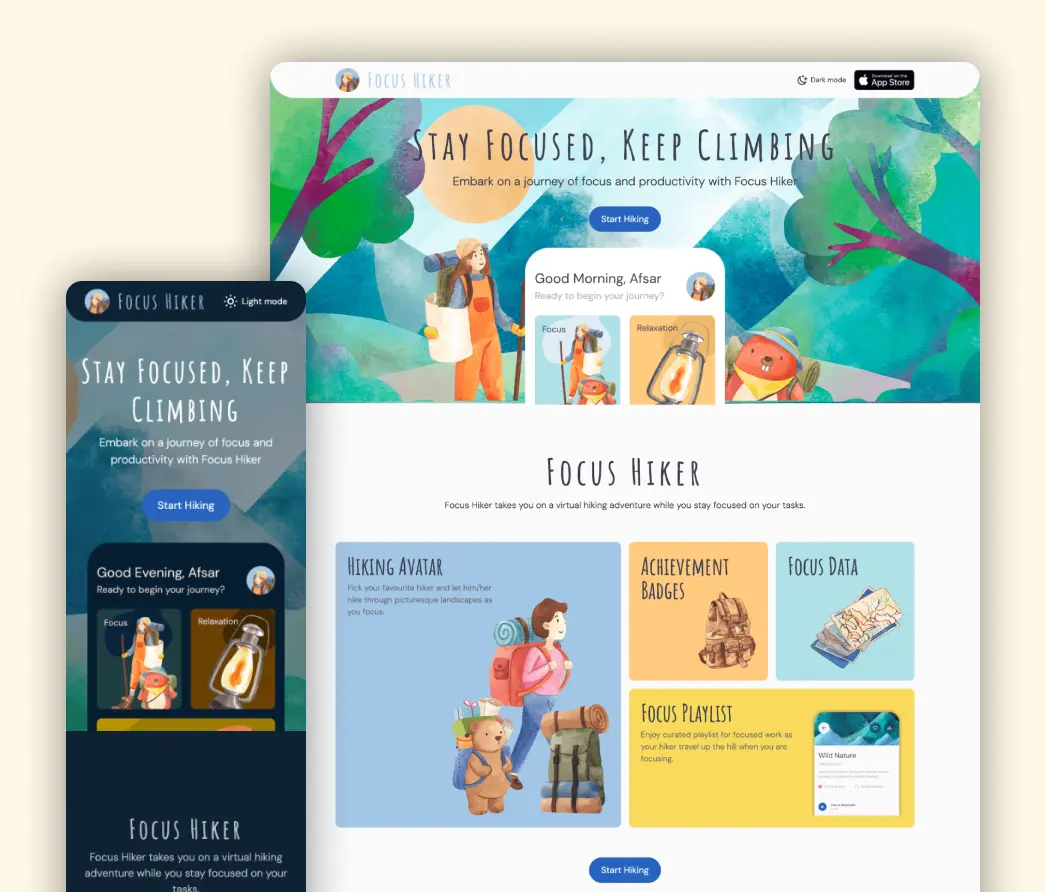 Focus Hiker
Dark mode
Download on the
App Store
Stay Focused, Keep Climbing
Embark on a journey of focus and productivity with Focus Hiker
Start Hiking
Good Morning, Afsar
Ready to begin your journey?
Focus
Relaxation
Focus Hiker
Focus Hiker takes you on a virtual hiking adventure while you stay focused on your tasks.
Hiking Avatar
Pick your favourite hiker and let him/her
hike through picturesque landscapes as
you focus.
Achievement
Badges
Focus Data
Focus Playlist
Enjoy curated playlist for focused work as
your hiker travel up the hill when you are
focusing.
Wild Nature
Start Hiking
Focus Hiker
Light mode
Stay Focused, Keep
Climbing
Embark on a journey of focus and
productivity with Focus Hiker
Start Hiking
Good Evening, Afsar
Ready to begin your journey?
Focus
Relaxation
Focus Hiker
Focus Hiker takes you on a virtual hiking
adventure while you stay focused on your
tasks.